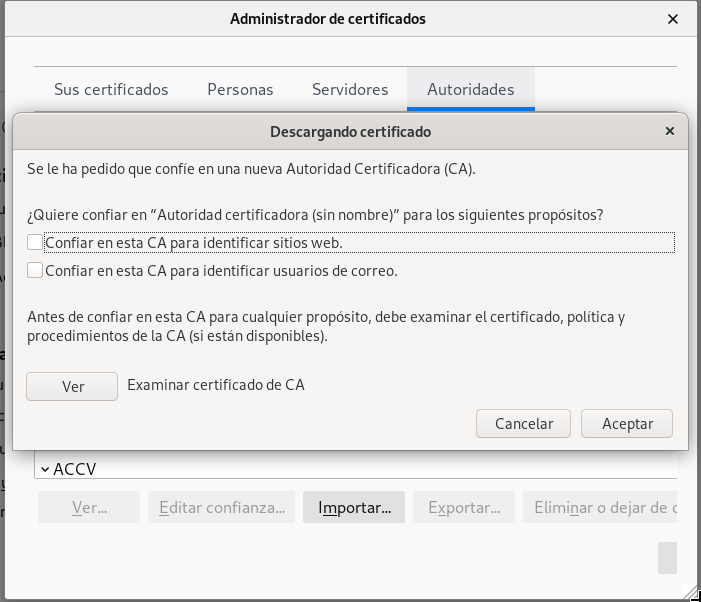 Administrador de certificados
Sus certificados Personas Servidores Autoridades
Descargando certificado
Se le ha pedido que confíe en una nueva Autoridad Certificadora (CA).
¿Quiere confiar en “Autoridad certificadora (sin nombre)” para los siguientes propósitos?
Confiar en esta CA para identificar sitios web.
Confiar en esta CA para identificar usuarios de correo.
Antes de confiar en esta CA para cualquier propósito, debe examinar el certificado, política y
procedimientos de la CA (si están disponibles).
Ver Examinar certificado de CA
Cancelar Aceptar
ACCV
Ver... Editar confianza... Importar... Exportar... Eliminar o dejar de